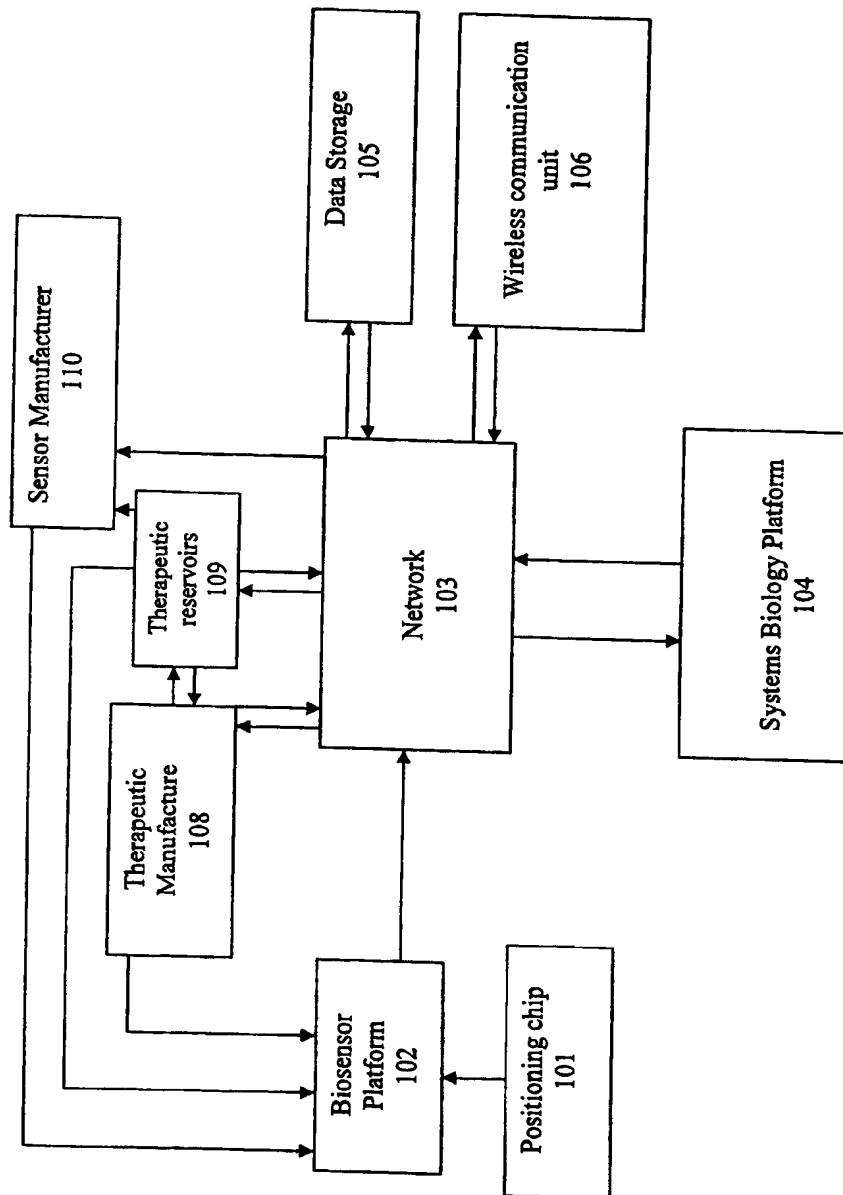 Sensor Manufacturer
110
Therapeutic
reservoirs
109
Therapeutic
Manufacture
108
Data Storage
105
Wireless communication
unit
106
Network
103
Biosensor
Platform
102
Positioning chip
101
Systems Biology Platform
104